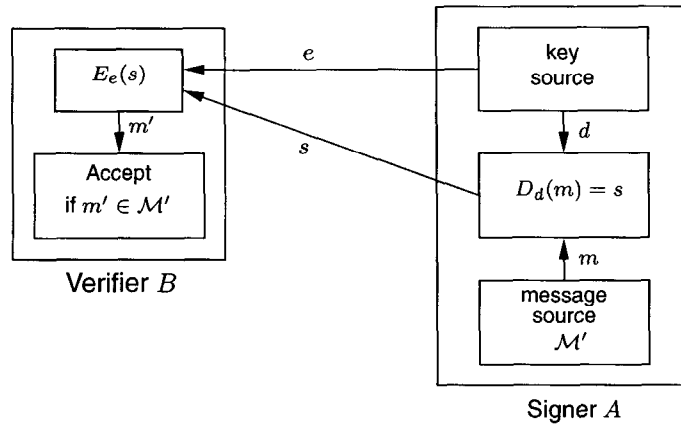 E_e(s)
m′
Accept
if m′ ∈ ℳ′
Verifier B
e
s
key
source
d
D_d(m) = s
m
message
source
ℳ′
Signer A